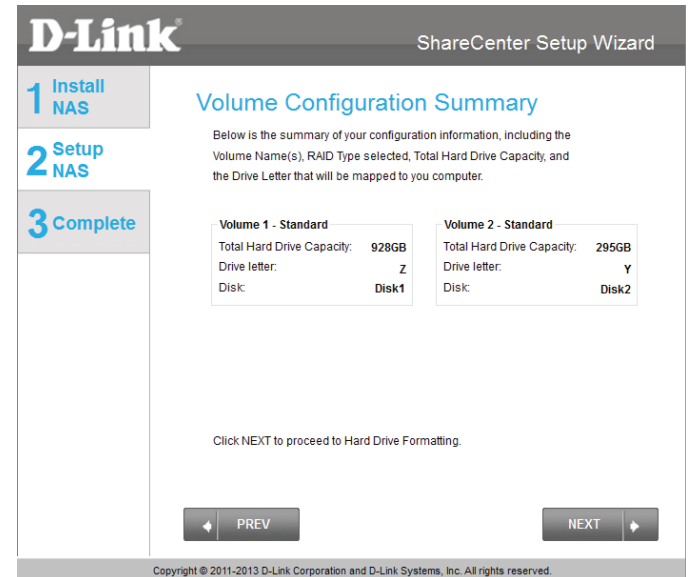 D-Link®
ShareCenter Setup Wizard
1 Install
NAS
2 Setup
NAS
3 Complete
Volume Configuration Summary
Below is the summary of your configuration information, including the
Volume Name(s), RAID Type selected, Total Hard Drive Capacity, and
the Drive Letter that will be mapped to you computer.
Volume 1 - Standard
Total Hard Drive Capacity: 928GB
Drive letter: Z
Disk: Disk1
Volume 2 - Standard
Total Hard Drive Capacity: 295GB
Drive letter: Y
Disk: Disk2
Click NEXT to proceed to Hard Drive Formatting.
PREV
NEXT
Copyright © 2011-2013 D-Link Corporation and D-Link Systems, Inc. All rights reserved.